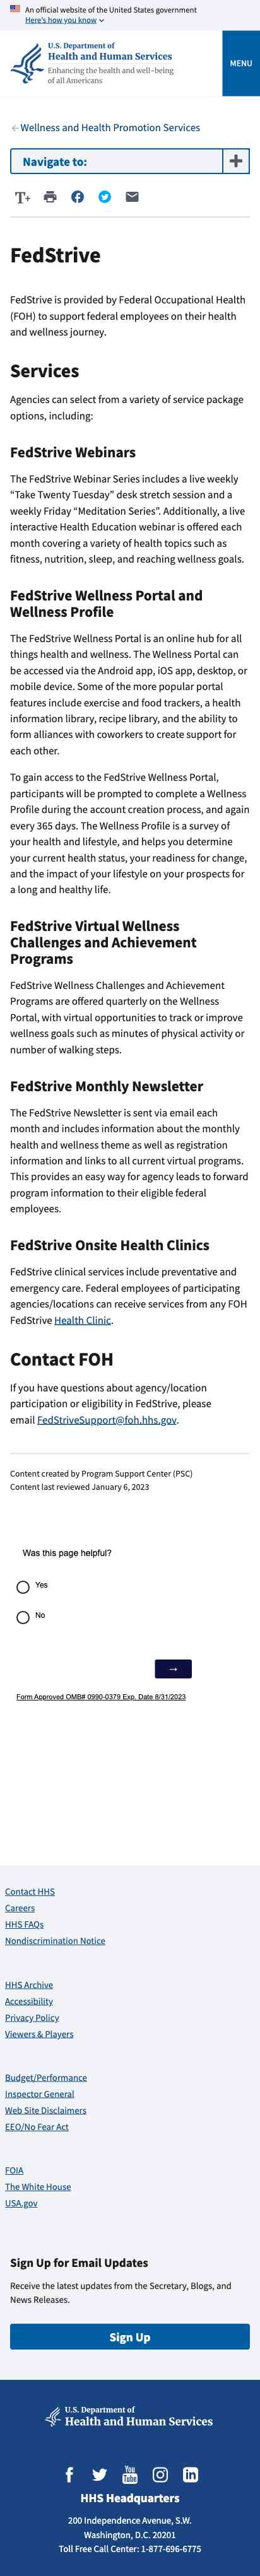 An official website of the United States government
Here's how you know
U.S. Department of
Health and Human Services
Enhancing the health and well-being
of all Americans
MENU
Wellness and Health Promotion Services
Navigate to:
T+
FedStrive
FedStrive is provided by Federal Occupational Health
(FOH) to support federal employees on their health
and wellness journey.
Services
Agencies can select from a variety of service package
options, including:
FedStrive Webinars
The FedStrive Webinar Series includes a live weekly
“Take Twenty Tuesday” desk stretch session and a
weekly Friday “Meditation Series”. Additionally, a live
interactive Health Education webinar is offered each
month covering a variety of health topics such as
fitness, nutrition, sleep, and reaching wellness goals.
FedStrive Wellness Portal and
Wellness Profile
The FedStrive Wellness Portal is an online hub for all
things health and wellness. The Wellness Portal can
be accessed via the Android app, iOS app, desktop, or
mobile device. Some of the more popular portal
features include exercise and food trackers, a health
information library, recipe library, and the ability to
form alliances with coworkers to create support for
each other.
To gain access to the FedStrive Wellness Portal,
participants will be prompted to complete a Wellness
Profile during the account creation process, and again
every 365 days. The Wellness Profile is a survey of
your health and lifestyle, and helps you determine
your current health status, your readiness for change,
and the impact of your lifestyle on your prospects for
a long and healthy life.
FedStrive Virtual Wellness
Challenges and Achievement
Programs
FedStrive Wellness Challenges and Achievement
Programs are offered quarterly on the Wellness
Portal, with virtual opportunities to track or improve
wellness goals such as minutes of physical activity or
number of walking steps.
FedStrive Monthly Newsletter
The FedStrive Newsletter is sent via email each
month and includes information about the monthly
health and wellness theme as well as registration
information and links to all current virtual programs.
This provides an easy way for agency leads to forward
program information to their eligible federal
employees.
FedStrive Onsite Health Clinics
FedStrive clinical services include preventative and
emergency care. Federal employees of participating
agencies/locations can receive services from any FOH
FedStrive Health Clinic.
Contact FOH
If you have questions about agency/location
participation or eligibility in FedStrive, please
email FedStriveSupport@foh.hhs.gov.
Content created by Program Support Center (PSC)
Content last reviewed January 6, 2023
Was this page helpful?
Yes
No
→
Form Approved OMB# 0990-0379 Exp. Date 8/31/2023
Contact HHS
Careers
HHS FAQs
Nondiscrimination Notice
HHS Archive
Accessibility
Privacy Policy
Viewers & Players
Budget/Performance
Inspector General
Web Site Disclaimers
EEO/No Fear Act
FOIA
The White House
USA.gov
Sign Up for Email Updates
Receive the latest updates from the Secretary, Blogs, and
News Releases.
Sign Up
U.S. Department of
Health and Human Services
You
Tube
HHS Headquarters
200 Independence Avenue, S.W.
Washington, D.C. 20201
Toll Free Call Center: 1-877-696-6775